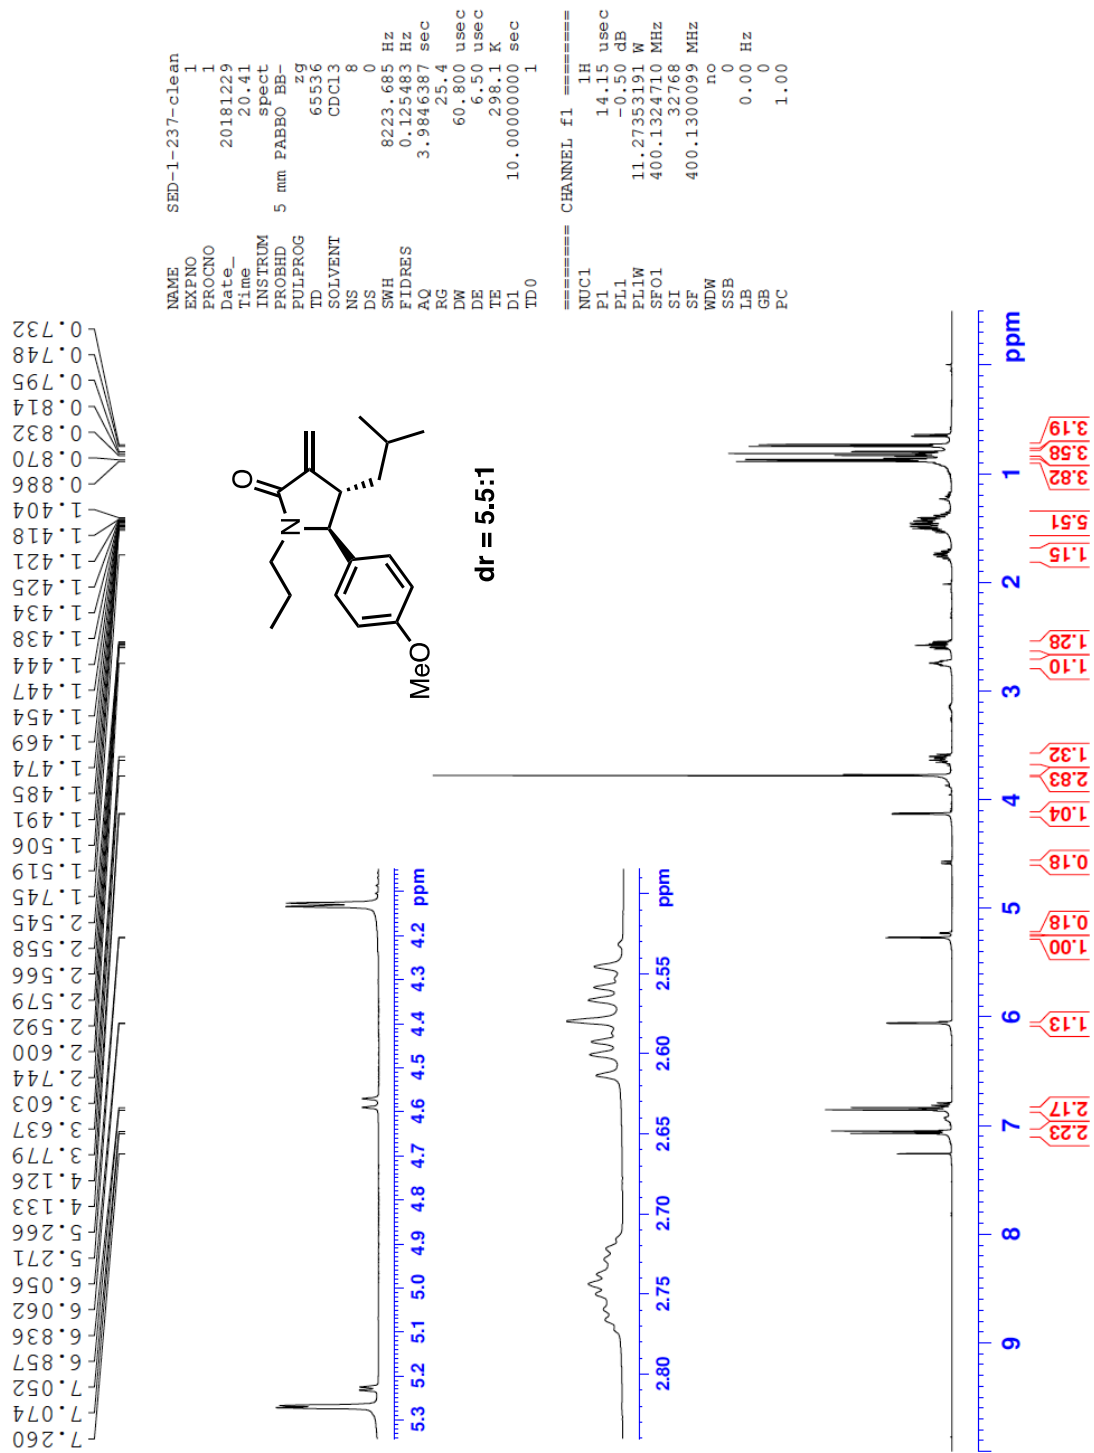 SED-1-237-clean
NAME
EXPNO 1
PROCNO 1
Date_ 20181229
Time 20.41
INSTRUM spect
PROBHD 5 mm PABBO BB-
PULPROG zg
TD 65536
SOLVENT CDCl3
NS 8
DS 0
SWH 8223.685 Hz
FIDRES 0.125483 Hz
AQ 3.9846387 sec
RG 25.4
DW 60.800 usec
DE 6.50 usec
TE 298.1 K
D1 10.00000000 sec
TD0 1
======== CHANNEL f1 ========
NUC1 1H
P1 14.15 usec
PL1 -0.50 dB
PL1W 11.27353191 W
SFO1 400.1324710 MHz
SI 32768
SF 400.1300099 MHz
WDW no
SSB 0
LB 0.00 Hz
GB 0
PC 1.00
7.260
7.074
7.052
6.857
6.836
6.062
6.056
5.271
5.266
4.133
4.126
3.779
3.637
3.603
2.744
2.600
2.592
2.579
2.566
2.558
2.545
1.745
1.519
1.506
1.491
1.485
1.474
1.469
1.454
1.447
1.444
1.438
1.434
1.425
1.421
1.418
1.404
0.886
0.870
0.832
0.814
0.795
0.748
0.732
O
N
MeO
dr = 5.5:1
5.3 5.2 5.1 5.0 4.9 4.8 4.7 4.6 4.5 4.4 4.3 4.2 ppm
2.80 2.75 2.70 2.65 2.60 2.55 ppm
9 8 7 6 5 4 3 2 1 ppm
2.23
2.17
1.13
1.00
0.18
0.18
1.04
2.83
1.32
1.10
1.28
1.15
5.51
3.82
3.58
3.19